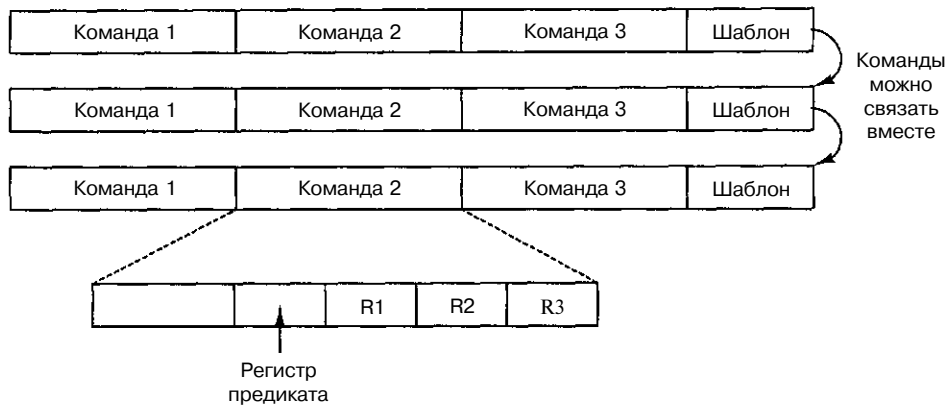 Команда 1 Команда 2 Команда 3 Шаблон
Команда 1 Команда 2 Команда 3 Шаблон
Команда 1 Команда 2 Команда 3 Шаблон
Команды
можно
связать
вместе
R1 R2 R3
Регистр
предиката